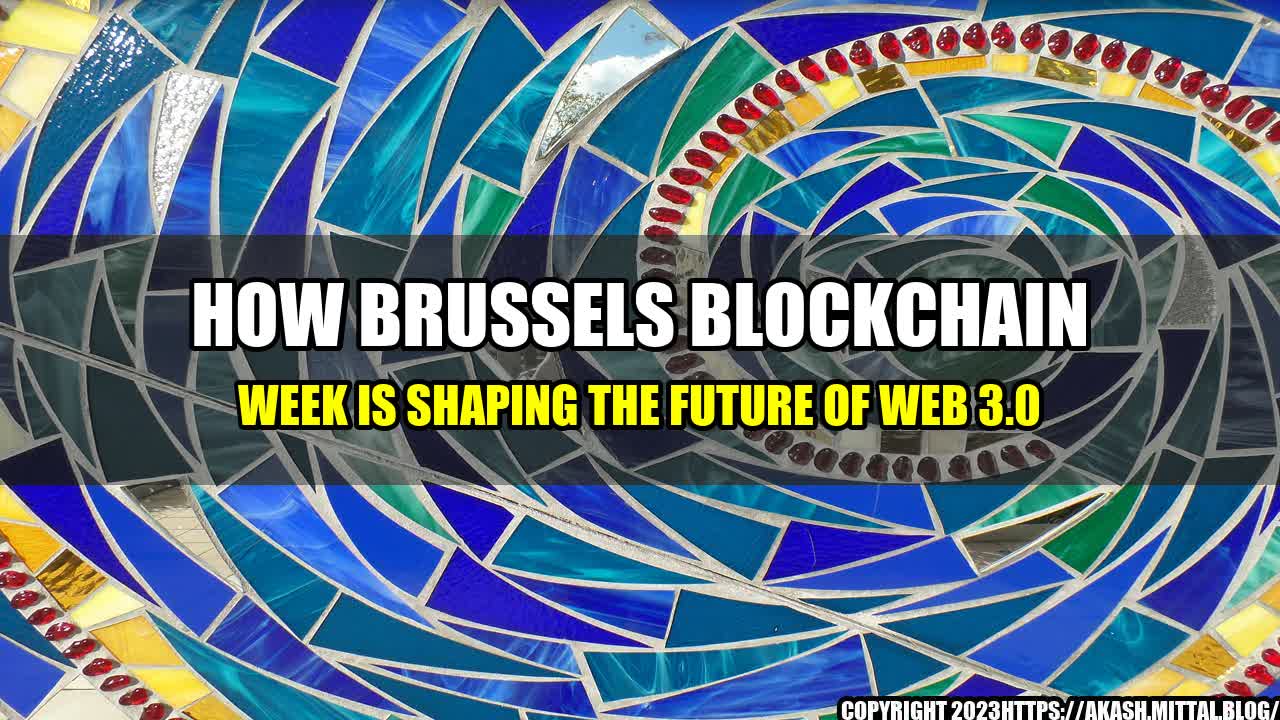 HOW BRUSSELS BLOCKCHAIN
WEEK IS SHAPING THE FUTURE OF WEB 3.0
COPYRIGHT 2023HTTPS://AKASH.MITTAL.BLOG/